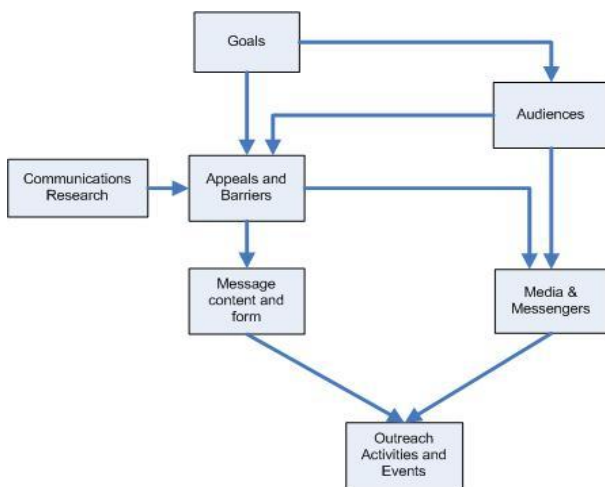 Goals
Audiences
Communications
Research
Appeals and
Barriers
Message
content and
form
Media &
Messengers
Outreach
Activities and
Events